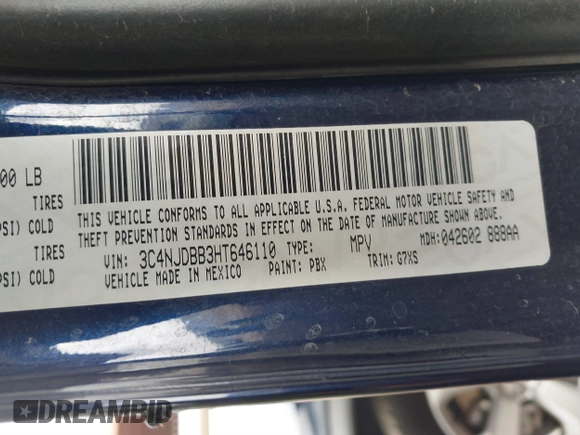 00 LB
TIRES
PSI) COLD
TIRES
PSI) COLD
THIS VEHICLE CONFORMS TO ALL APPLICABLE U.S.A. FEDERAL MOTOR VEHICLE SAFETY AND
THEFT PREVENTION STANDARDS IN EFFECT ON THE DATE OF MANUFACTURE SHOWN ABOVE.
VIN: 3C4NJDBB3HT646110 TYPE: MPV MDH:042602 888AA
VEHICLE MADE IN MEXICO PAINT: PBX TRIM: G7XS
DREAMBID